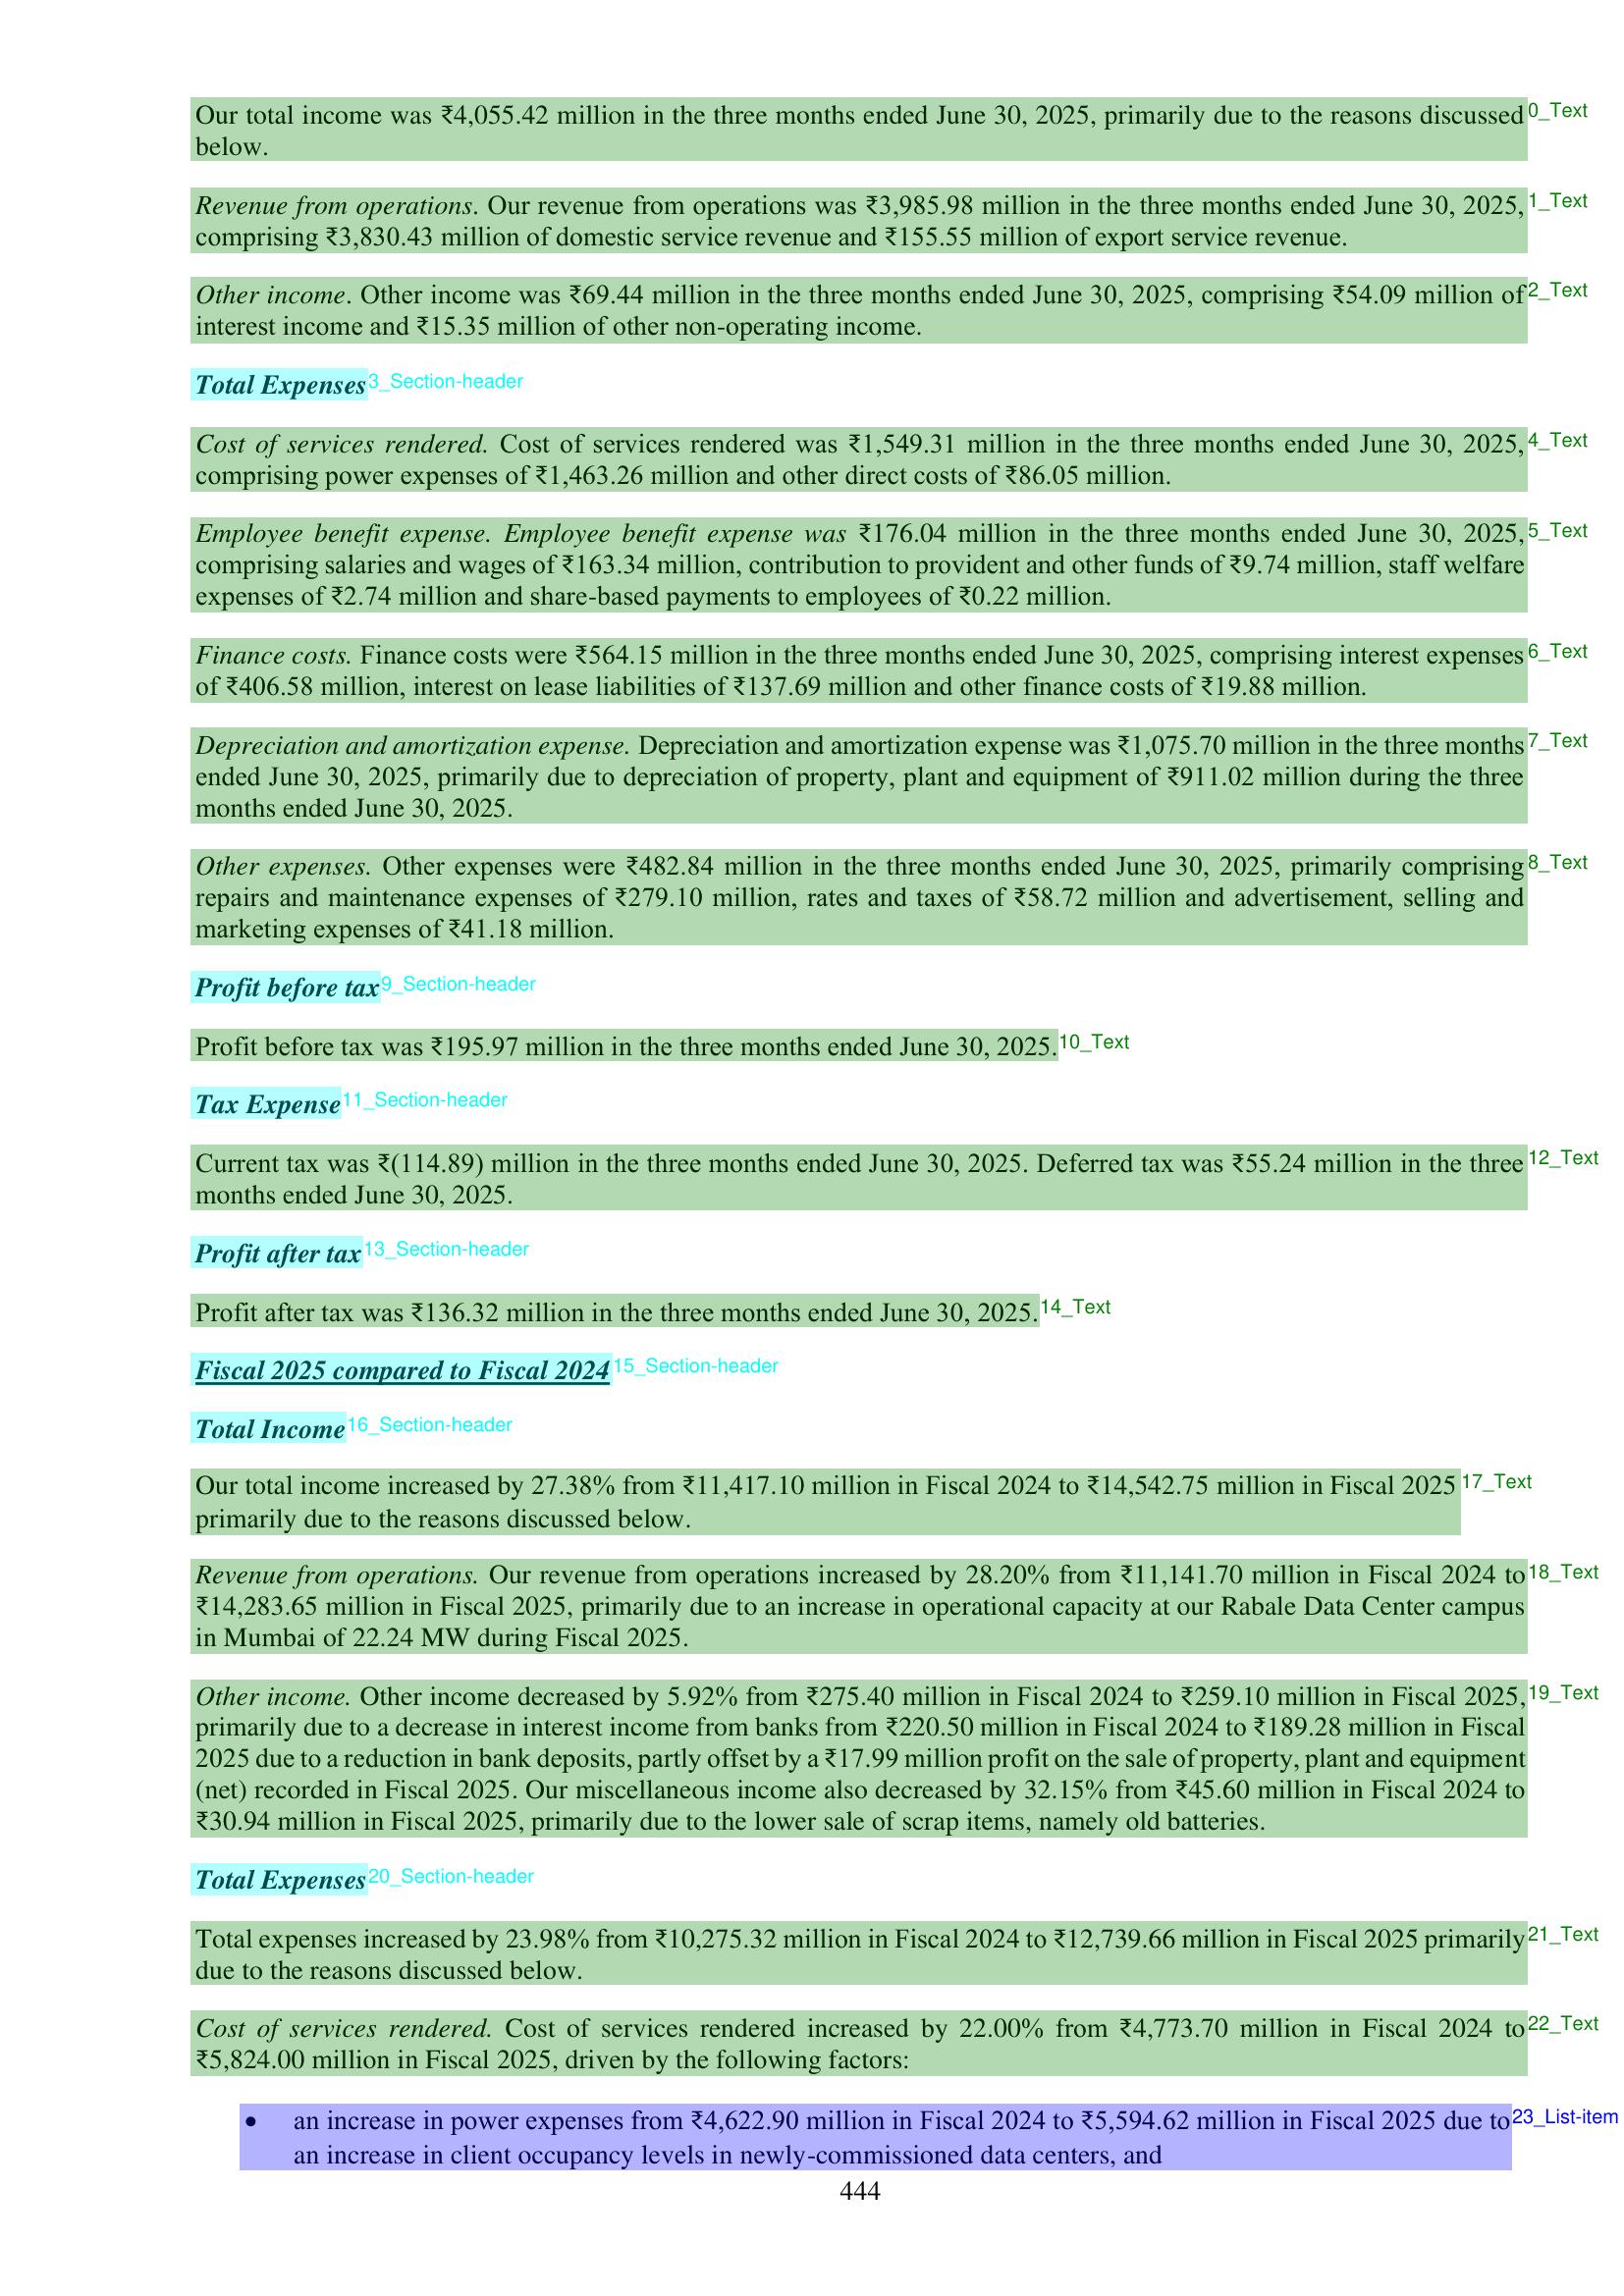 Our total income was ₹4,055.42 million in the three months ended June 30, 2025, primarily due to the reasons discussed 0_Text
below.
Revenue from operations. Our revenue from operations was ₹3,985.98 million in the three months ended June 30, 2025, 1_Text
comprising ₹3,830.43 million of domestic service revenue and ₹155.55 million of export service revenue.
Other income. Other income was ₹69.44 million in the three months ended June 30, 2025, comprising ₹54.09 million of 2_Text
interest income and ₹15.35 million of other non-operating income.
Total Expenses 3_Section-header
Cost of services rendered. Cost of services rendered was ₹1,549.31 million in the three months ended June 30, 2025, 4_Text
comprising power expenses of ₹1,463.26 million and other direct costs of ₹86.05 million.
Employee benefit expense. Employee benefit expense was ₹176.04 million in the three months ended June 30, 2025, 5_Text
comprising salaries and wages of ₹163.34 million, contribution to provident and other funds of ₹9.74 million, staff welfare
expenses of ₹2.74 million and share-based payments to employees of ₹0.22 million.
Finance costs. Finance costs were ₹564.15 million in the three months ended June 30, 2025, comprising interest expenses 6_Text
of ₹406.58 million, interest on lease liabilities of ₹137.69 million and other finance costs of ₹19.88 million.
Depreciation and amortization expense. Depreciation and amortization expense was ₹1,075.70 million in the three months 7_Text
ended June 30, 2025, primarily due to depreciation of property, plant and equipment of ₹911.02 million during the three
months ended June 30, 2025.
Other expenses. Other expenses were ₹482.84 million in the three months ended June 30, 2025, primarily comprising 8_Text
repairs and maintenance expenses of ₹279.10 million, rates and taxes of ₹58.72 million and advertisement, selling and
marketing expenses of ₹41.18 million.
Profit before tax 9_Section-header
Profit before tax was ₹195.97 million in the three months ended June 30, 2025. 10_Text
Tax Expense 11_Section-header
Current tax was ₹(114.89) million in the three months ended June 30, 2025. Deferred tax was ₹55.24 million in the three 12_Text
months ended June 30, 2025.
Profit after tax 13_Section-header
Profit after tax was ₹136.32 million in the three months ended June 30, 2025. 14_Text
Fiscal 2025 compared to Fiscal 2024 15_Section-header
Total Income 16_Section-header
Our total income increased by 27.38% from ₹11,417.10 million in Fiscal 2024 to ₹14,542.75 million in Fiscal 2025 17_Text
primarily due to the reasons discussed below.
Revenue from operations. Our revenue from operations increased by 28.20% from ₹11,141.70 million in Fiscal 2024 to 18_Text
₹14,283.65 million in Fiscal 2025, primarily due to an increase in operational capacity at our Rabale Data Center campus
in Mumbai of 22.24 MW during Fiscal 2025.
Other income. Other income decreased by 5.92% from ₹275.40 million in Fiscal 2024 to ₹259.10 million in Fiscal 2025, 19_Text
primarily due to a decrease in interest income from banks from ₹220.50 million in Fiscal 2024 to ₹189.28 million in Fiscal
2025 due to a reduction in bank deposits, partly offset by a ₹17.99 million profit on the sale of property, plant and equipment
(net) recorded in Fiscal 2025. Our miscellaneous income also decreased by 32.15% from ₹45.60 million in Fiscal 2024 to
₹30.94 million in Fiscal 2025, primarily due to the lower sale of scrap items, namely old batteries.
Total Expenses 20_Section-header
Total expenses increased by 23.98% from ₹10,275.32 million in Fiscal 2024 to ₹12,739.66 million in Fiscal 2025 primarily 21_Text
due to the reasons discussed below.
Cost of services rendered. Cost of services rendered increased by 22.00% from ₹4,773.70 million in Fiscal 2024 to 22_Text
₹5,824.00 million in Fiscal 2025, driven by the following factors:
• an increase in power expenses from ₹4,622.90 million in Fiscal 2024 to ₹5,594.62 million in Fiscal 2025 due to 23_List-item
an increase in client occupancy levels in newly-commissioned data centers, and
444